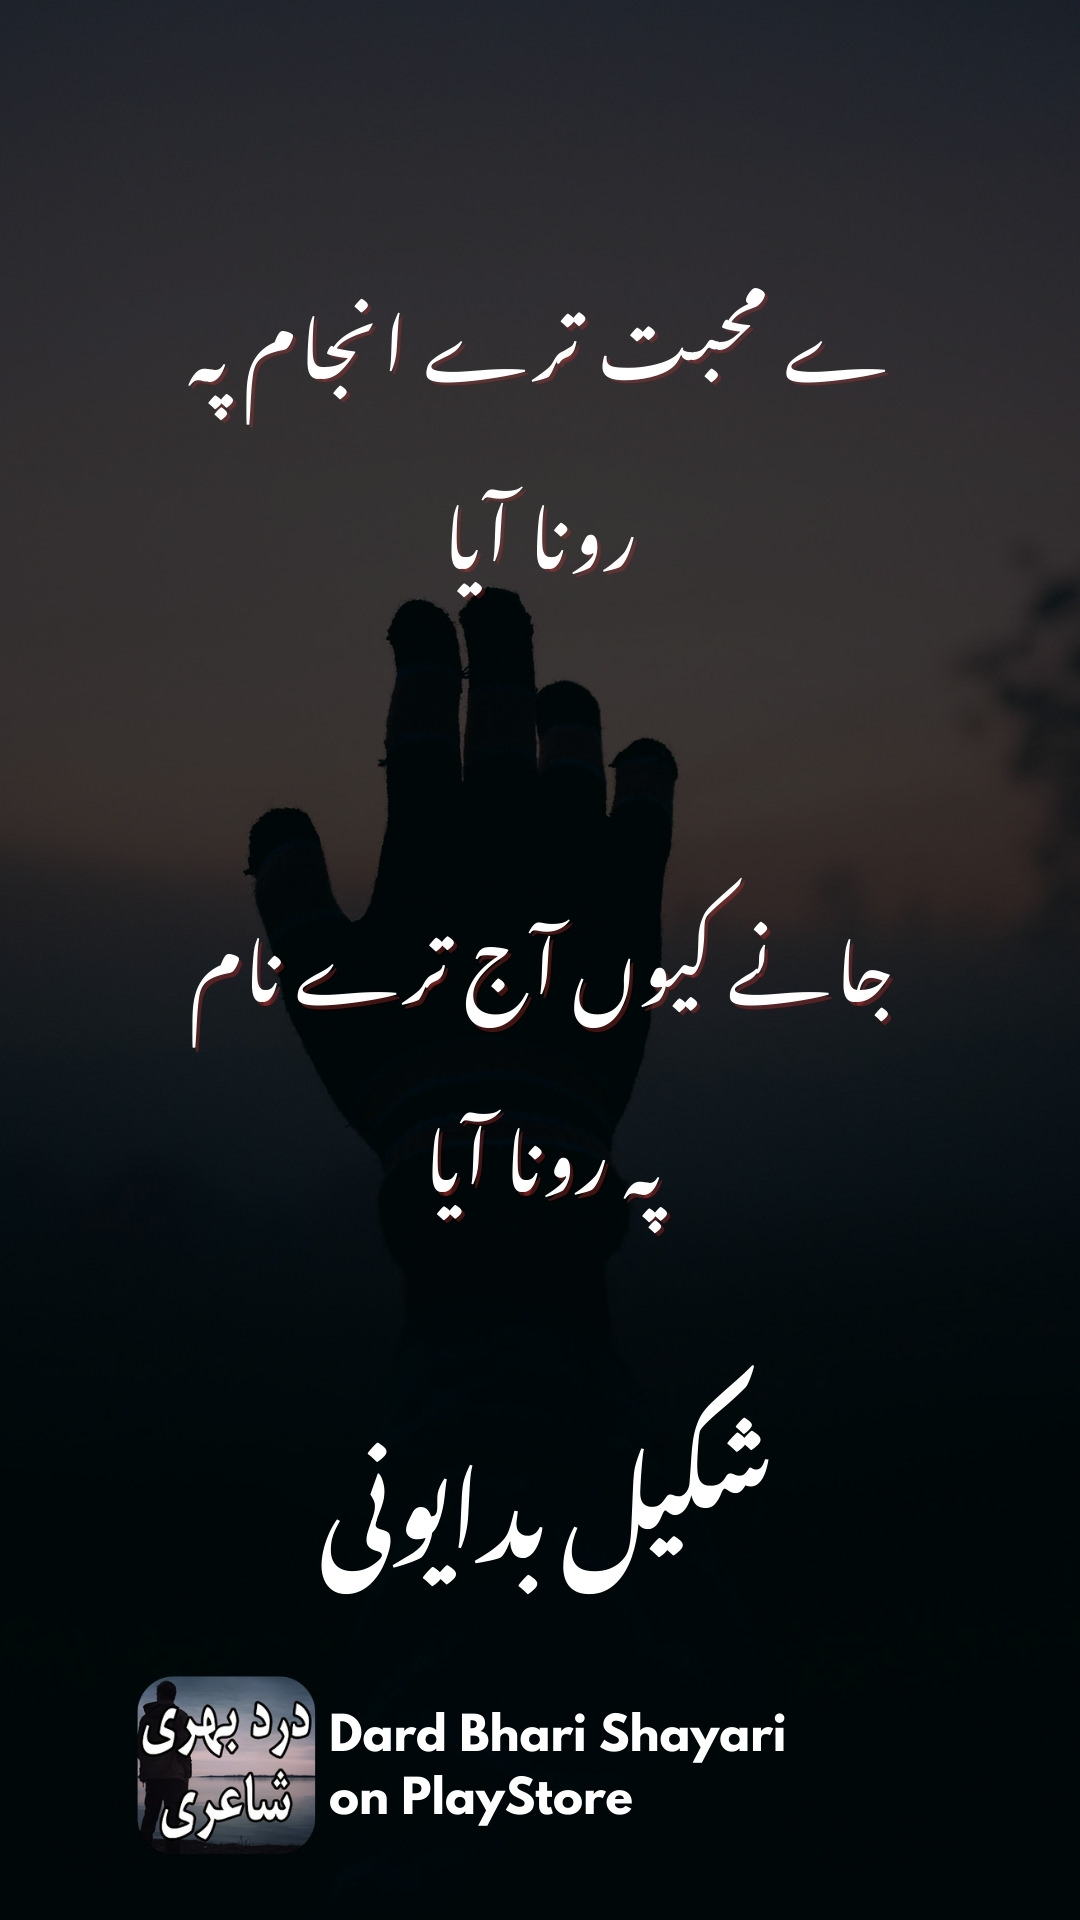 ے محبت ترے انجام پہ
رونا آیا
جانے کیوں آج ترے نام
پہ رونا آیا
شکیل بدایونی
درد بھری
شاعری
Dard Bhari Shayari
on PlayStore